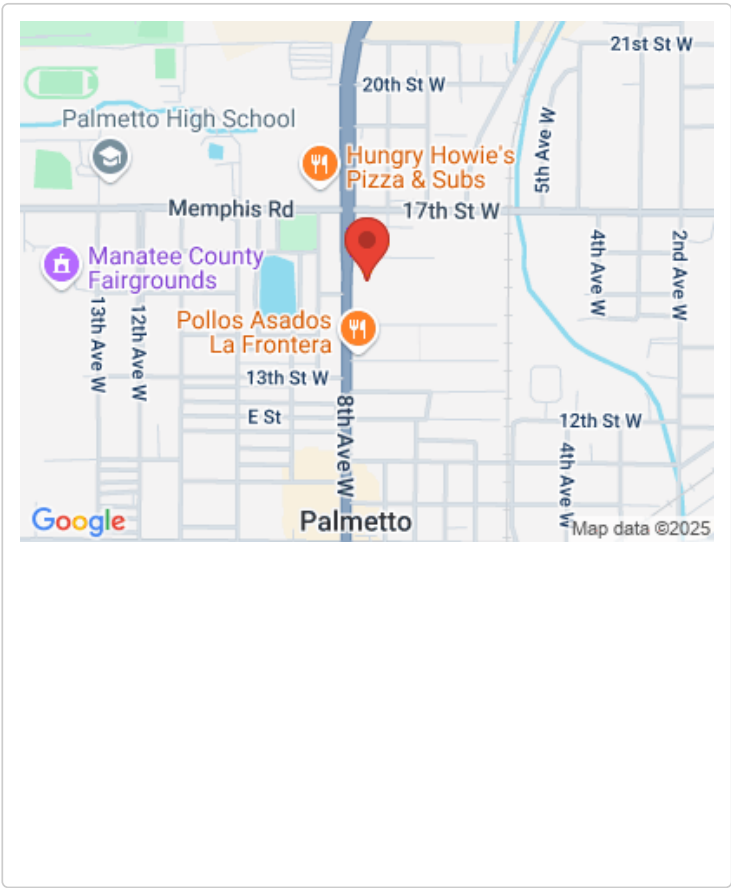 21st St W
20th St W
Palmetto High School
5th Ave W
Hungry Howie's
Pizza & Subs
Memphis Rd
17th St W
4th Ave W
2nd Ave W
Manatee County
Fairgrounds
13th Ave W
12th Ave W
Pollos Asados
La Frontera
13th St W
8th Ave W
E St
12th St W
4th Ave W
Google
Palmetto
Map data ©2025